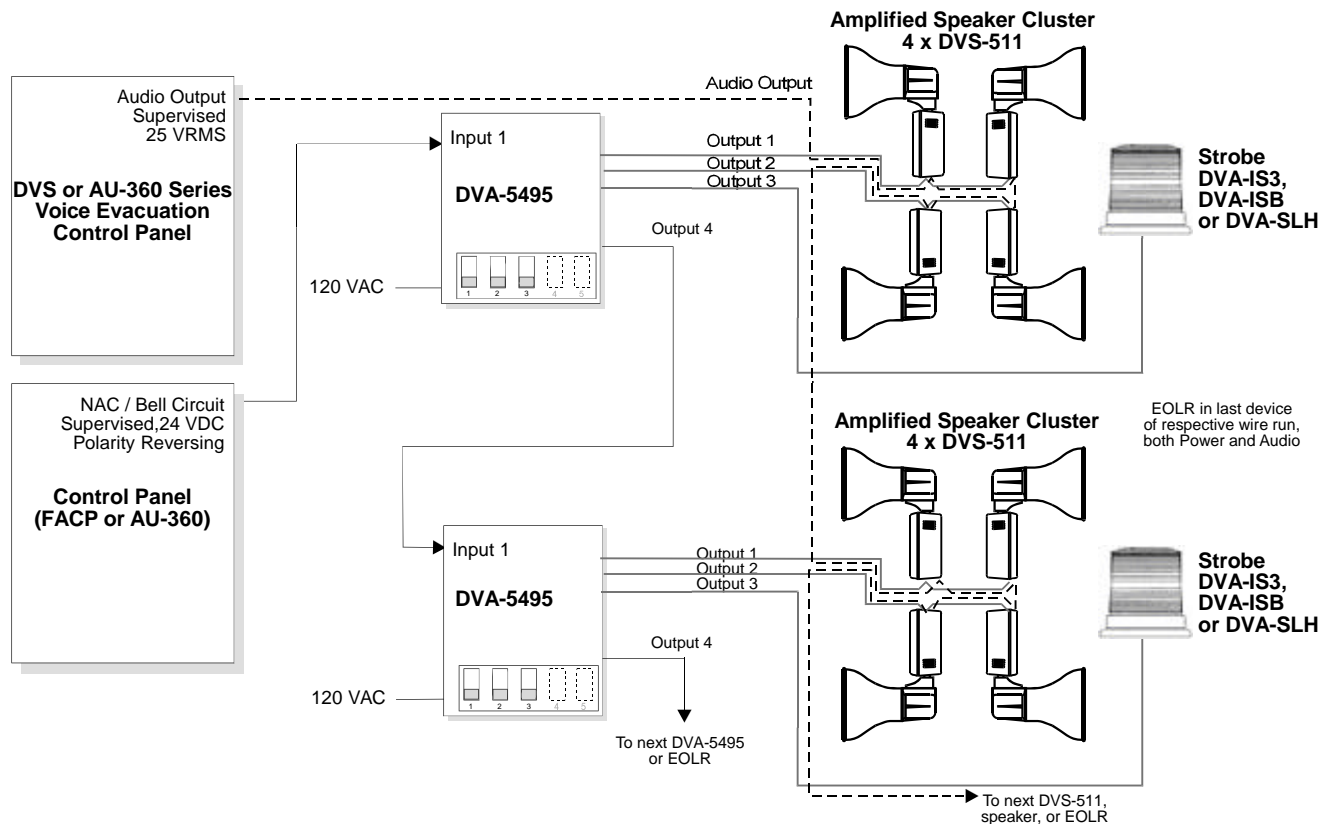 Amplified Speaker Cluster
4 x DVS-511
Audio Output
Supervised
25 VRMS
DVS or AU-360 Series
Voice Evacuation
Control Panel
Audio Output
Input 1
DVA-5495
Output 1
Output 2
Output 3
Output 4
120 VAC
1 2 3 4 5
Strobe
DVA-IS3,
DVA-ISB
or DVA-SLH
NAC / Bell Circuit
Supervised,24 VDC
Polarity Reversing
Control Panel
(FACP or AU-360)
Amplified Speaker Cluster
4 x DVS-511
EOLR in last device
of respective wire run,
both Power and Audio
Input 1
DVA-5495
Output 1
Output 2
Output 3
Output 4
120 VAC
1 2 3 4 5
Strobe
DVA-IS3,
DVA-ISB
or DVA-SLH
To next DVA-5495
or EOLR
To next DVS-511,
speaker, or EOLR